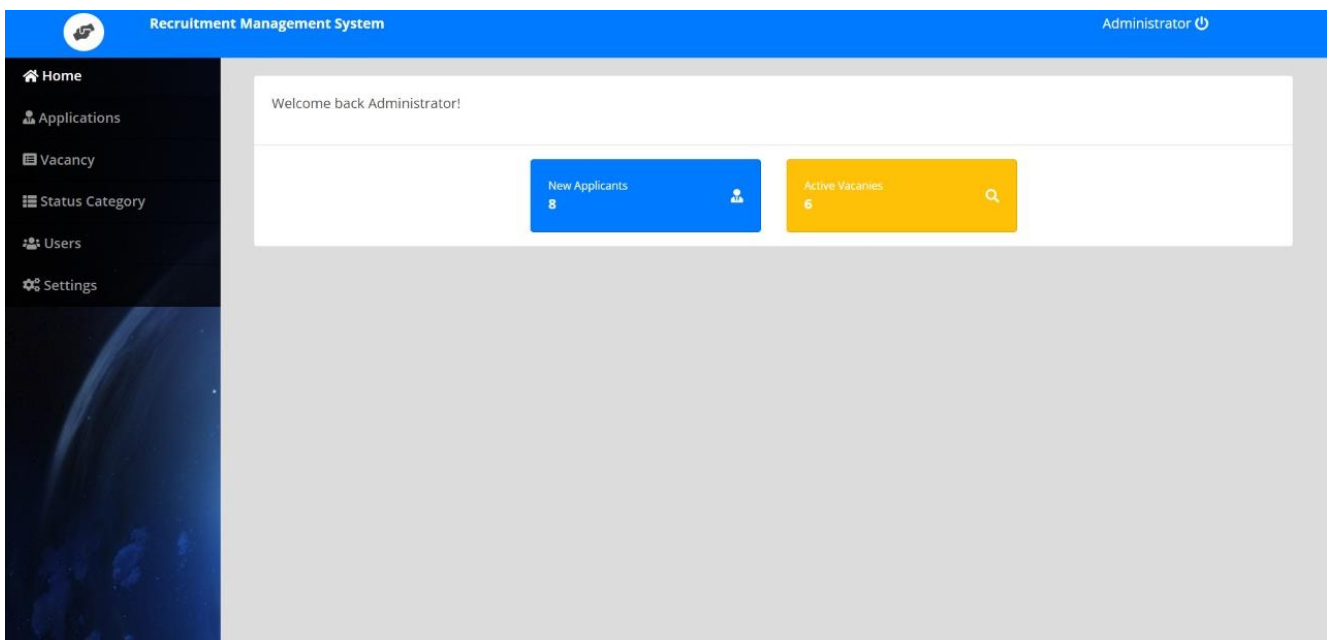 Recruitment Management System
Administrator
Home
Applications
Vacancy
Status Category
Users
Settings
Welcome back Administrator!
New Applicants
8
Active Vacanies
6